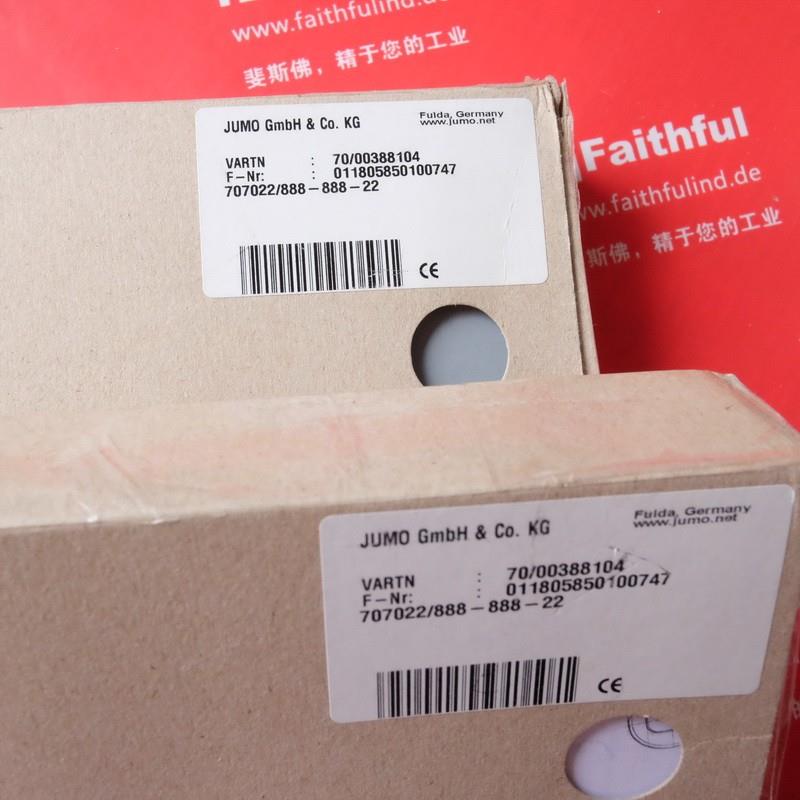 www.faithfulind.de
斐斯佛，精于您的工业
Faithful
www.faithfulind.de
斯佛，精于您的工业
JUMO GmbH & Co. KG
Fulda, Germany
www.jumo.net
VARTN : 70/00388104
F-Nr: : 011805850100747
707022/888-888-22
CE
JUMO GmbH & Co. KG
Fulda, Germany
www.jumo.net
VARTN : 70/00388104
F-Nr: : 011805850100747
707022/888-888-22
CE